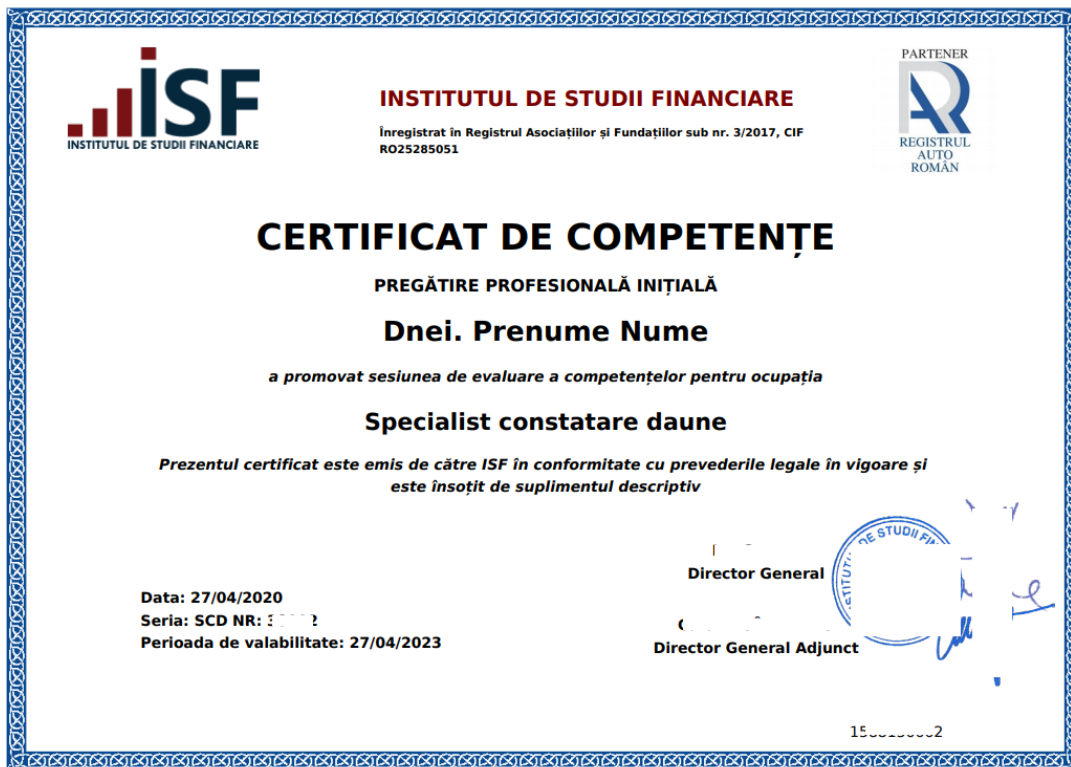 ISF
INSTITUTUL DE STUDII FINANCIARE
INSTITUTUL DE STUDII FINANCIARE
Înregistrat în Registrul Asociațiilor și Fundațiilor sub nr. 3/2017, CIF
RO25285051
PARTENER
REGISTRUL
AUTO
ROMÂN
CERTIFICAT DE COMPETENȚE
PREGĂTIRE PROFESIONALĂ INIȚIALĂ
Dnei. Prenume Nume
a promovat sesiunea de evaluare a competențelor pentru ocupația
Specialist constatare daune
Prezentul certificat este emis de către ISF în conformitate cu prevederile legale în vigoare și
este însoțit de suplimentul descriptiv
Director General
DE STUDII
Data: 27/04/2020
Seria: SCD NR:
Perioada de valabilitate: 27/04/2023
Director General Adjunct